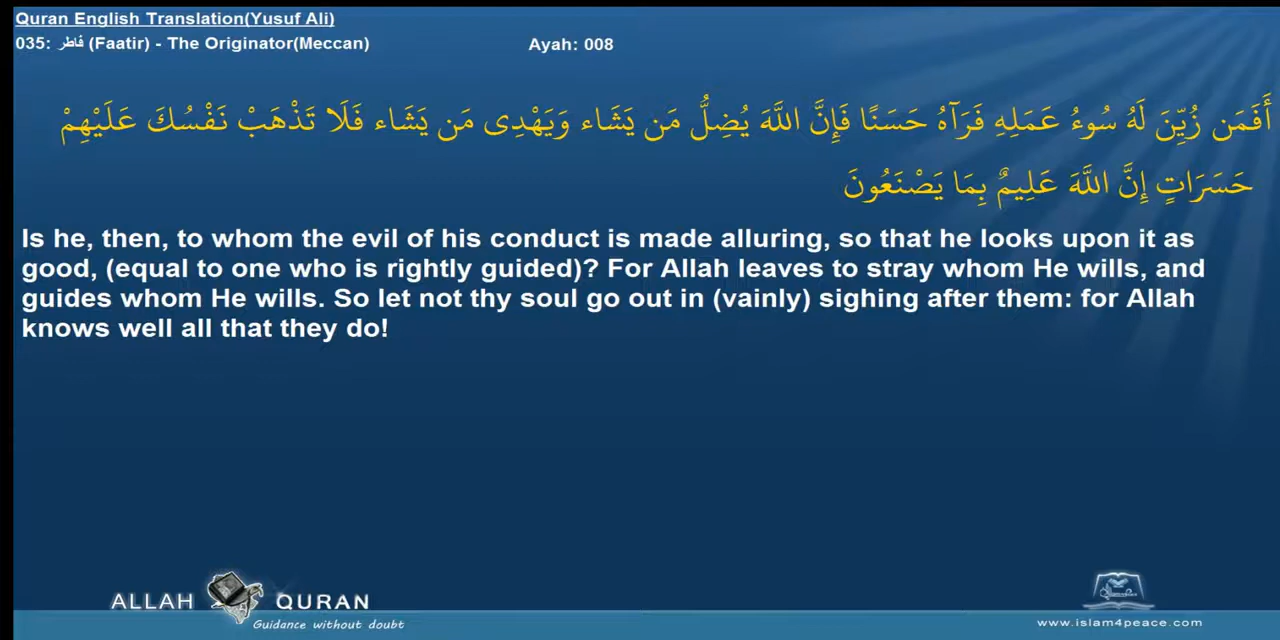 Quran English Translation(Yusuf Ali)
035: فاطر (Faatir) - The Originator(Meccan)
Ayah: 008
أَفَمَن زُيِّنَ لَهُ سُوءُ عَمَلِهِ فَرَآهُ حَسَنًا فَإِنَّ اللَّهَ يُضِلُّ مَن يَشَاء وَيَهْدِى مَن يَشَاء فَلَا تَذْهَبْ نَفْسُكَ عَلَيْهِمْ
حَسَرَاتٍ إِنَّ اللَّهَ عَلِيمٌ بِمَا يَصْنَعُونَ
Is he, then, to whom the evil of his conduct is made alluring, so that he looks upon it as
good, (equal to one who is rightly guided)? For Allah leaves to stray whom He wills, and
guides whom He wills. So let not thy soul go out in (vainly) sighing after them: for Allah
knows well all that they do!
ALLAH QURAN
Guidance without doubt
www.islam4peace.com